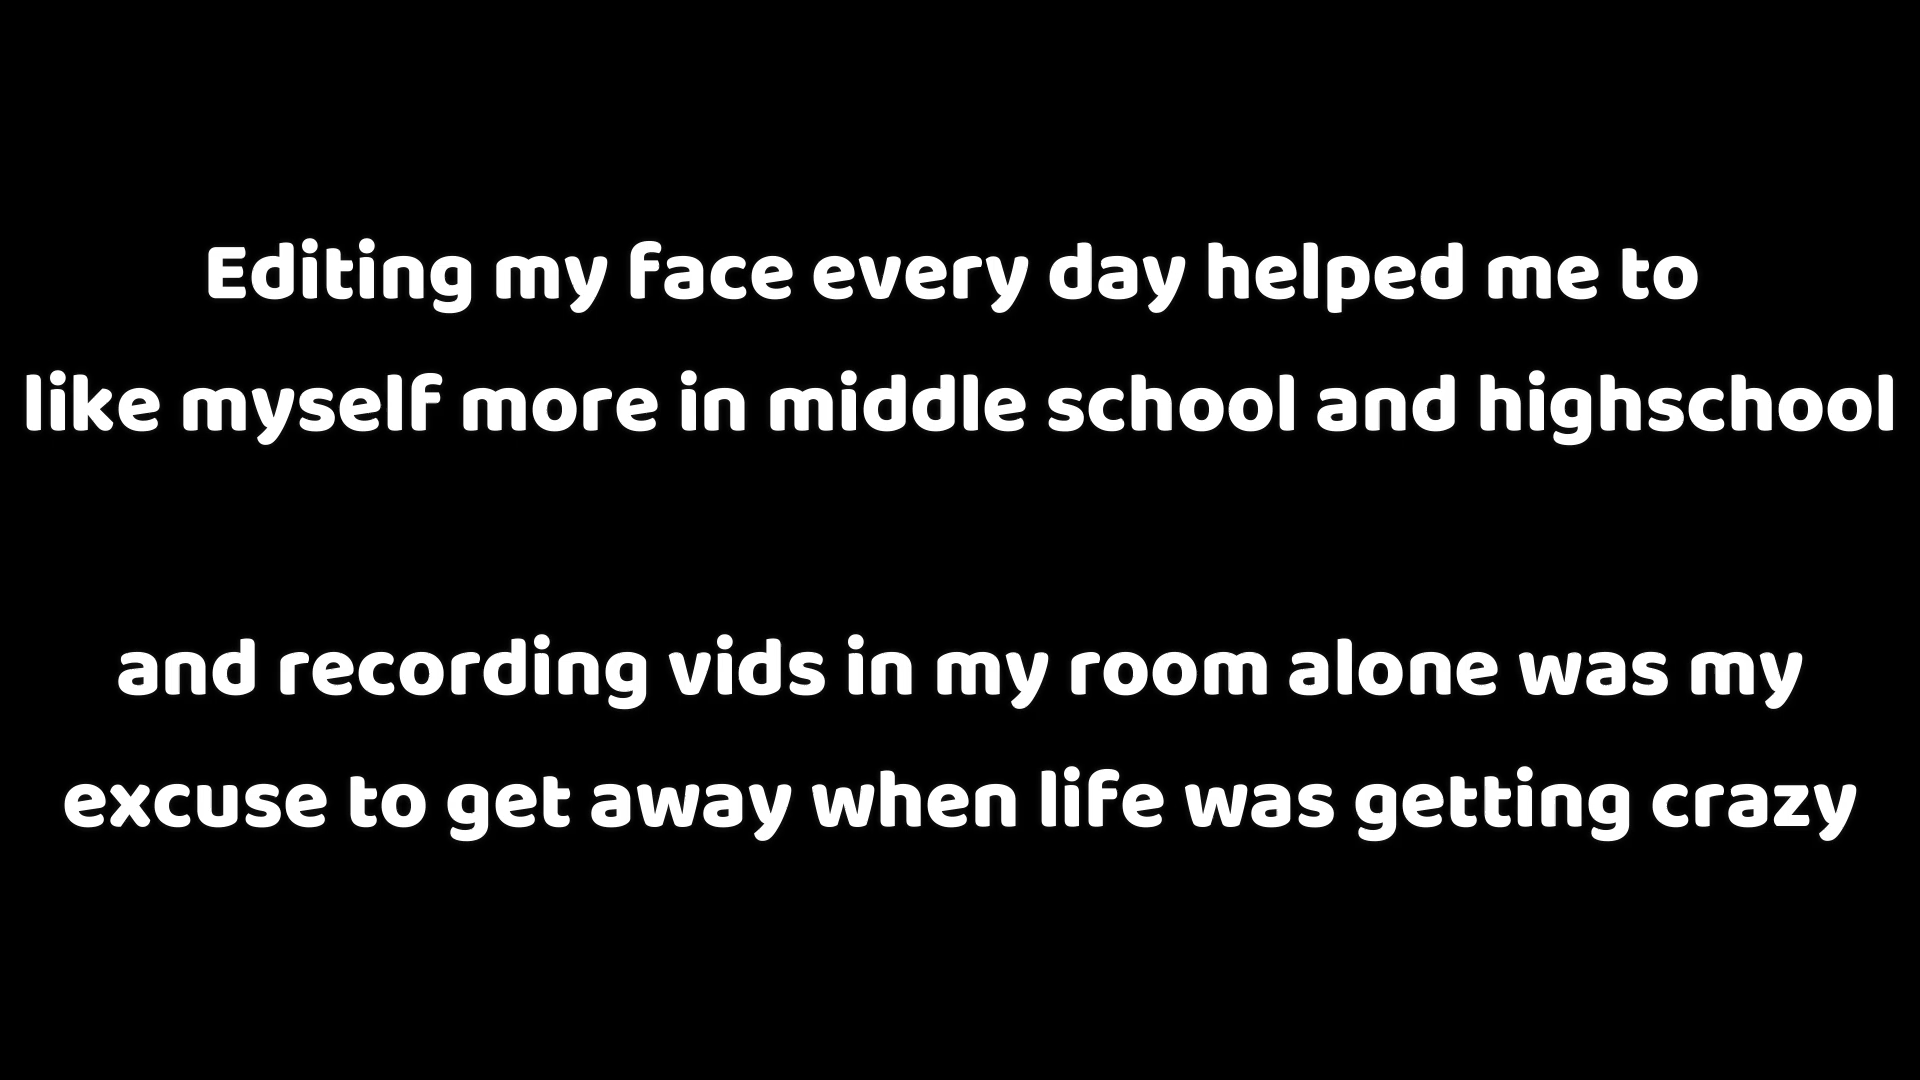 Editing my face every day helped me to
like myself more in middle school and highschool
and recording vids in my room alone was my
excuse to get away when life was getting crazy